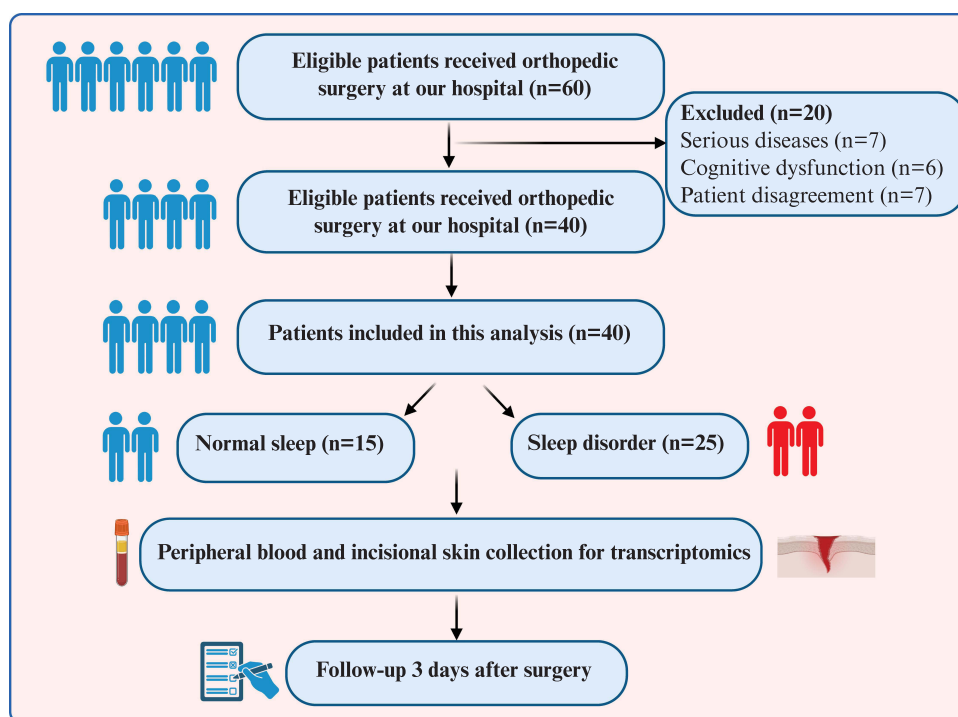 Eligible patients received orthopedic
surgery at our hospital (n=60)
Excluded (n=20)
Serious diseases (n=7)
Cognitive dysfunction (n=6)
Patient disagreement (n=7)
Eligible patients received orthopedic
surgery at our hospital (n=40)
Patients included in this analysis (n=40)
Normal sleep (n=15)
Sleep disorder (n=25)
Peripheral blood and incisional skin collection for transcriptomics
Follow-up 3 days after surgery